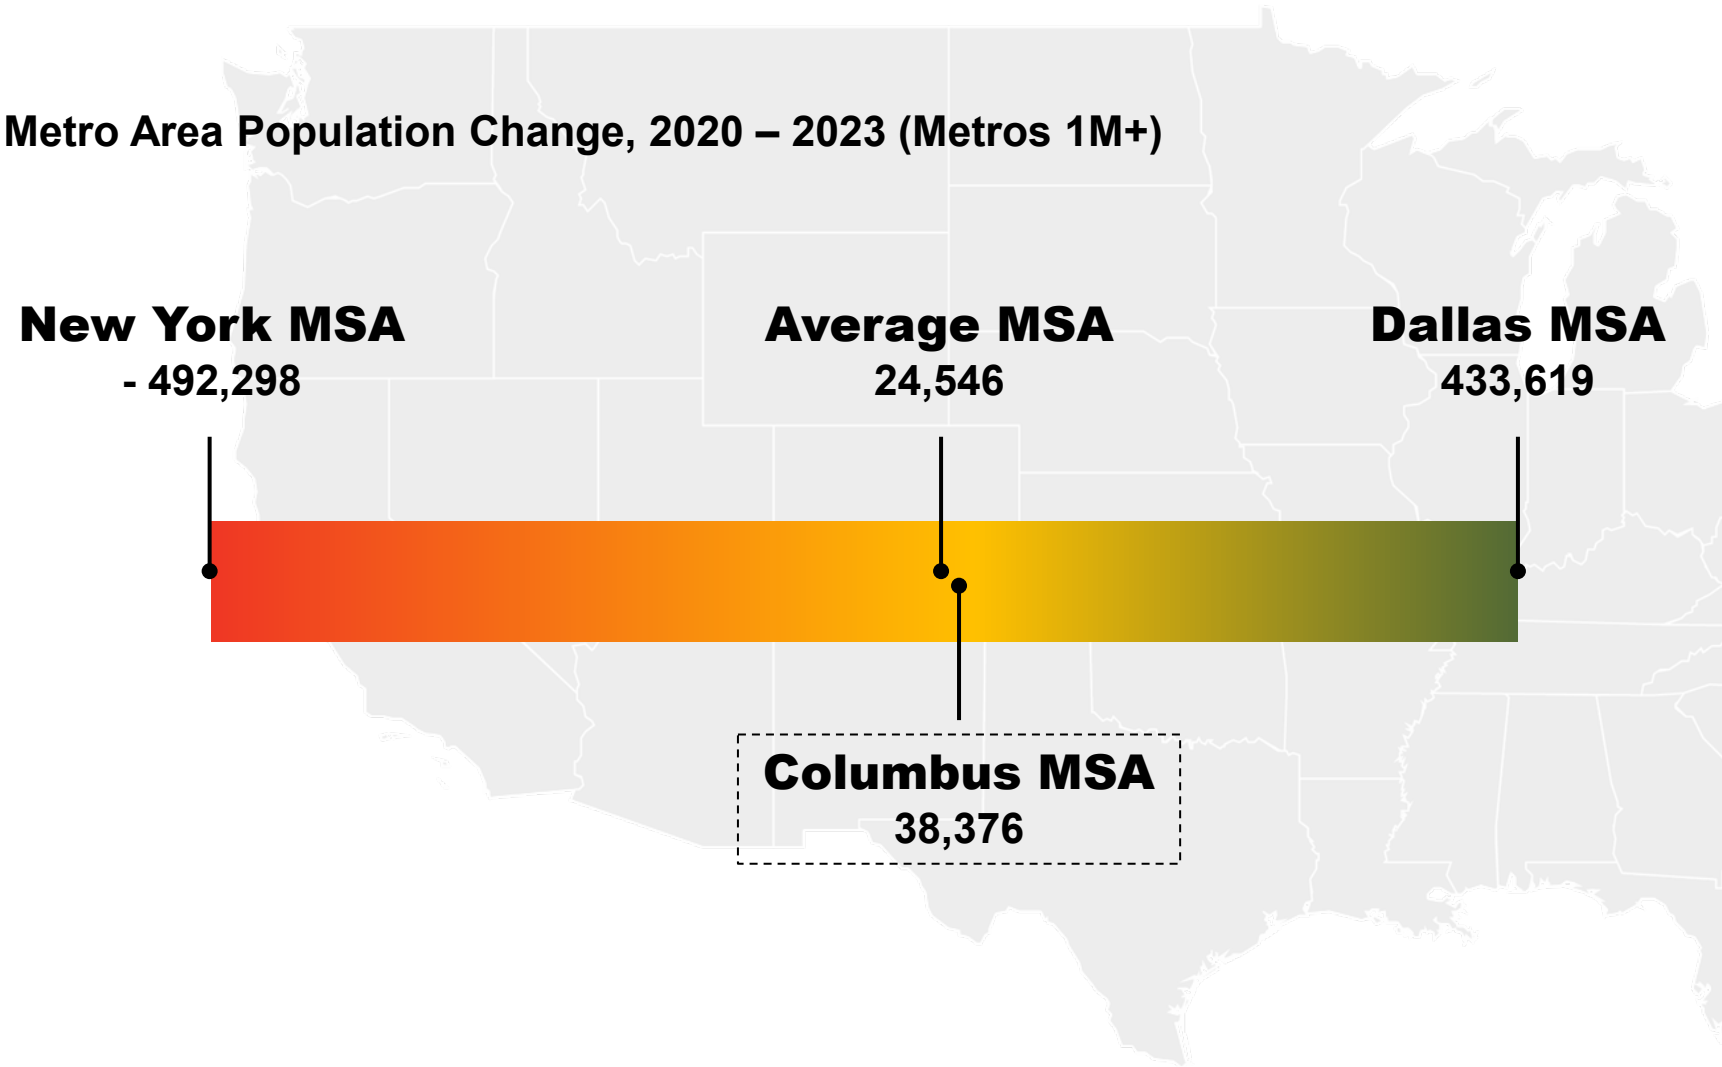 Metro Area Population Change, 2020 – 2023 (Metros 1M+)
New York MSA
- 492,298
Average MSA
24,546
Dallas MSA
433,619
Columbus MSA
38,376